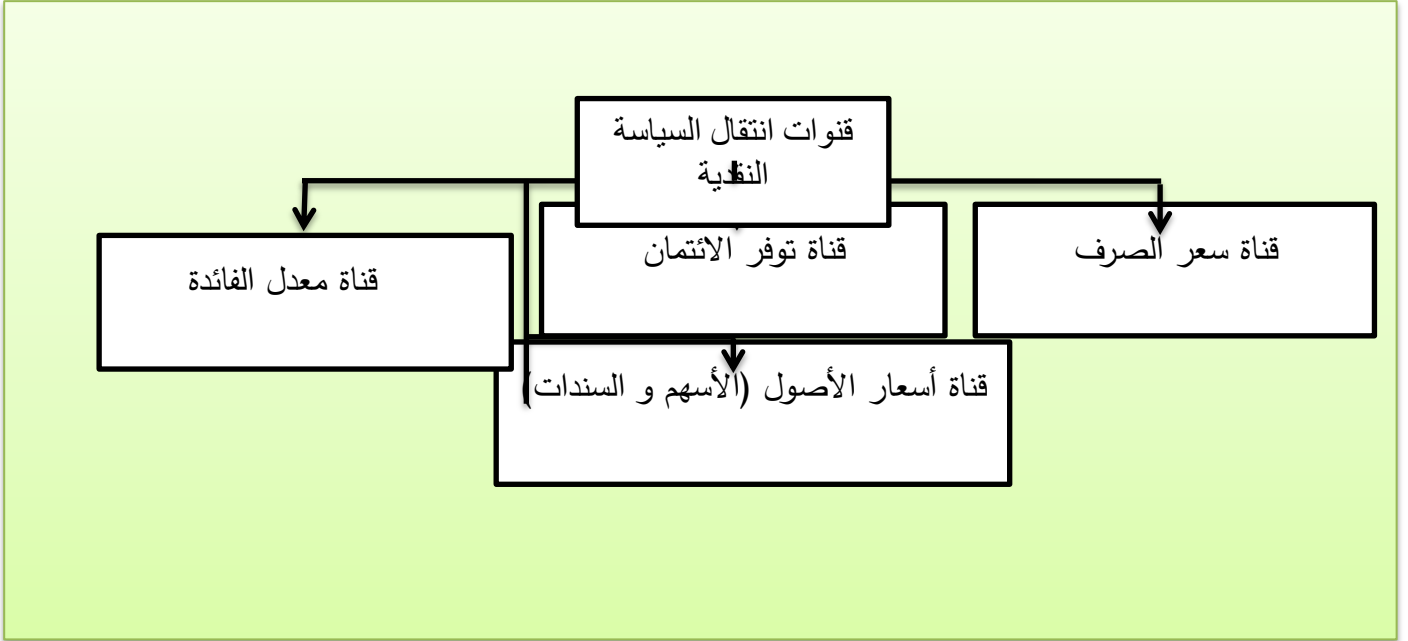 قنوات انتقال السياسة
النقدية
قناة سعر الصرف
قناة توفر الائتمان
قناة معدل الفائدة
قناة أسعار الأصول (الأسهم و السندات)